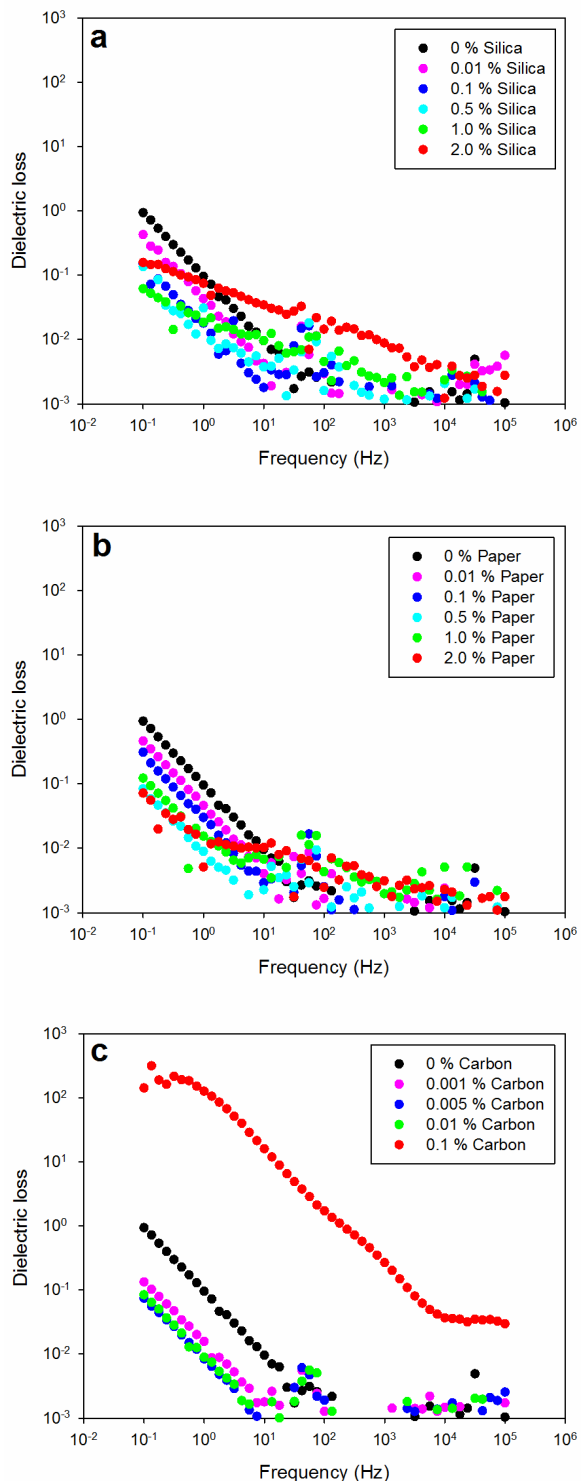 a
10³
10²
10¹
10⁰
10⁻¹
10⁻²
10⁻³
Dielectric loss
0 % Silica
0.01 % Silica
0.1 % Silica
0.5 % Silica
1.0 % Silica
2.0 % Silica
10⁻² 10⁻¹ 10⁰ 10¹ 10² 10³ 10⁴ 10⁵ 10⁶
Frequency (Hz)
b
10³
10²
10¹
10⁰
10⁻¹
10⁻²
10⁻³
Dielectric loss
0 % Paper
0.01 % Paper
0.1 % Paper
0.5 % Paper
1.0 % Paper
2.0 % Paper
10⁻² 10⁻¹ 10⁰ 10¹ 10² 10³ 10⁴ 10⁵ 10⁶
Frequency (Hz)
c
10³
10²
10¹
10⁰
10⁻¹
10⁻²
10⁻³
Dielectric loss
0 % Carbon
0.001 % Carbon
0.005 % Carbon
0.01 % Carbon
0.1 % Carbon
10⁻² 10⁻¹ 10⁰ 10¹ 10² 10³ 10⁴ 10⁵ 10⁶
Frequency (Hz)